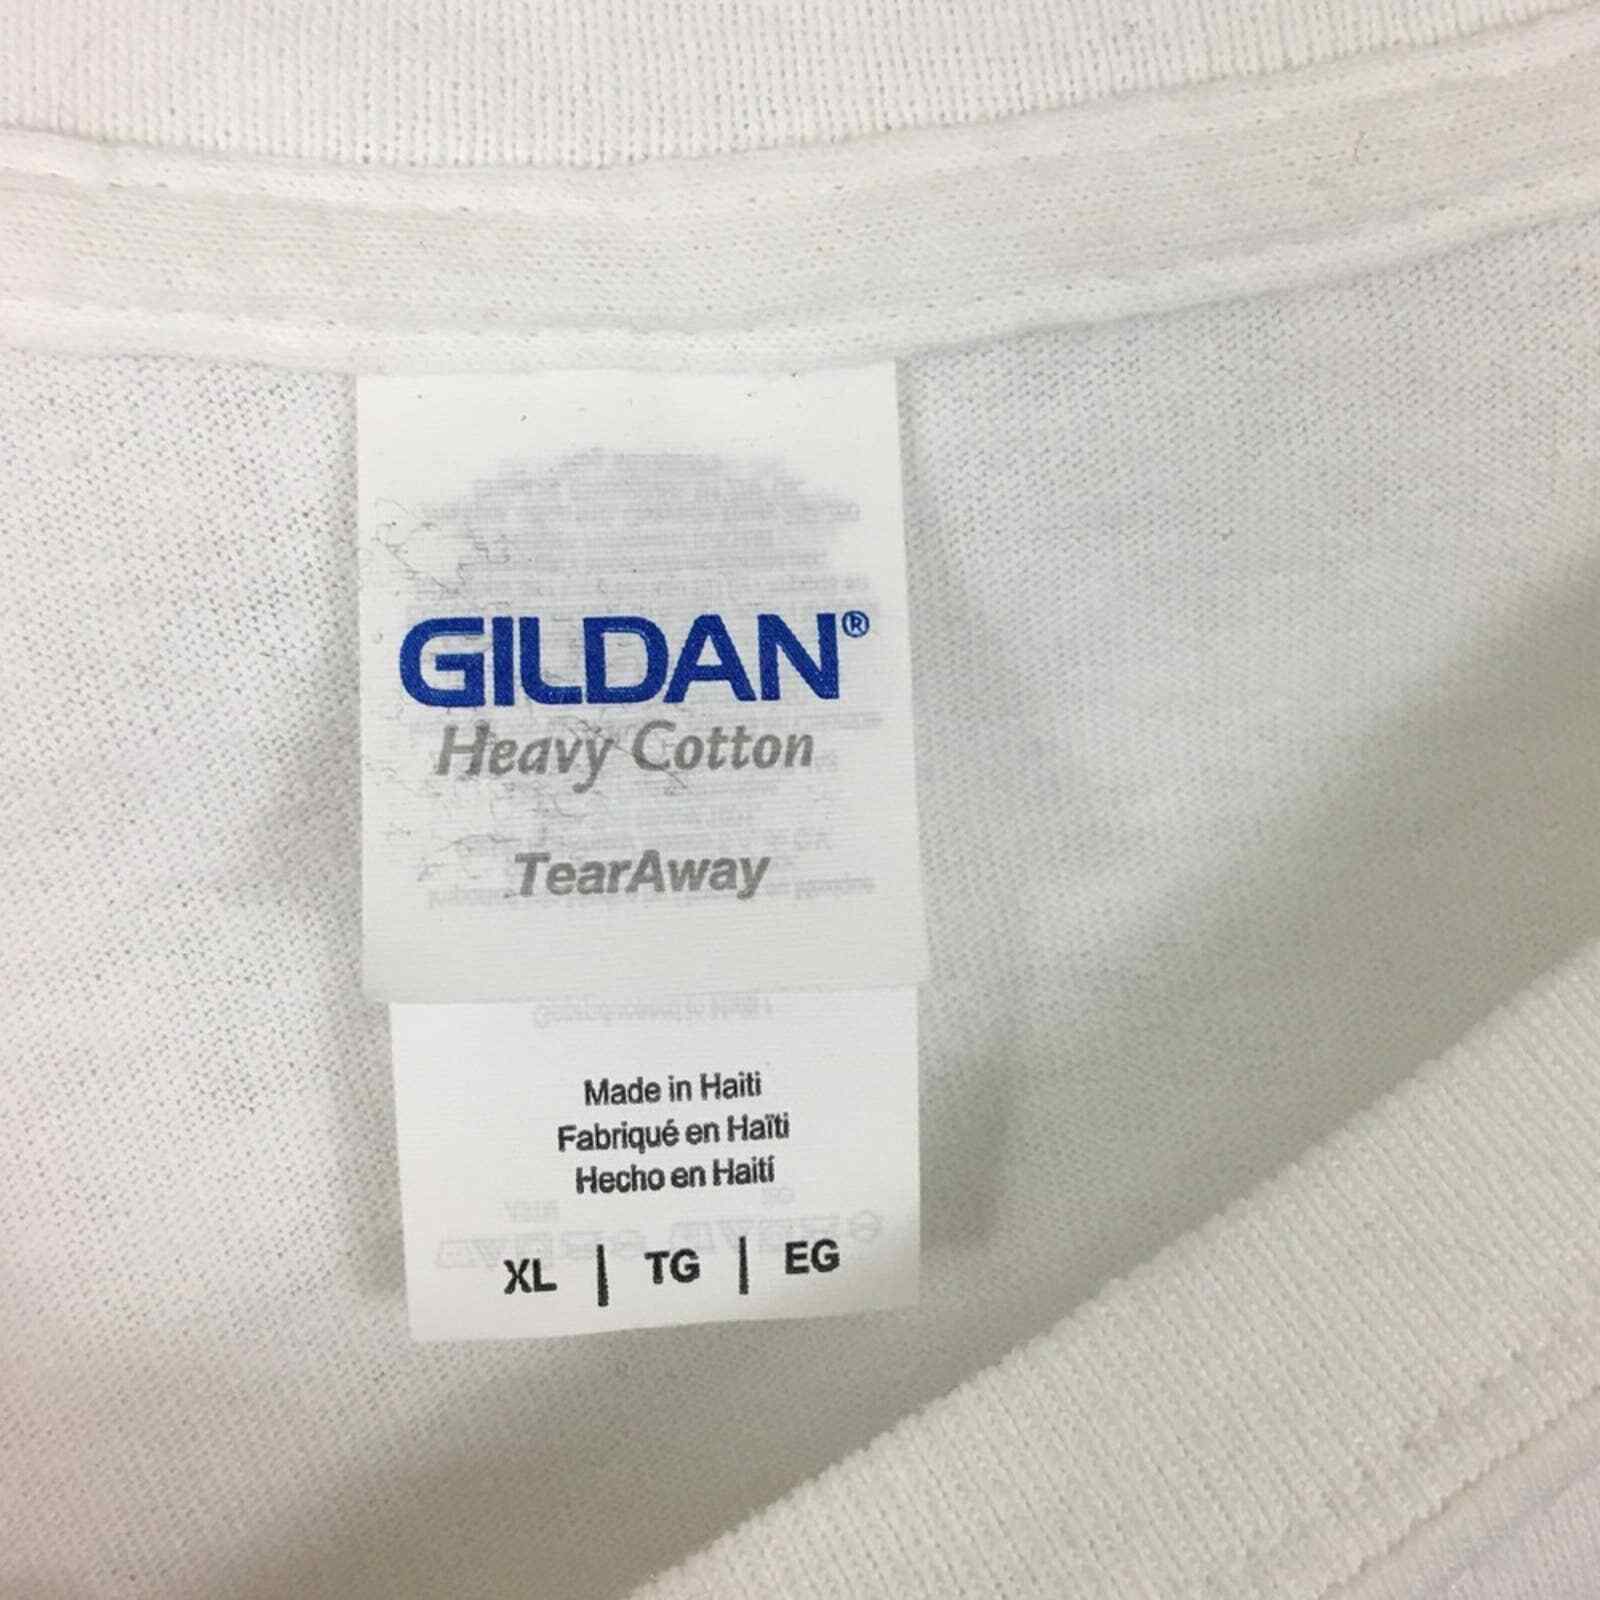 GILDAN®
Heavy Cotton
TearAway
Made in Haiti
Fabriqué en Haïti
Hecho en Haití
XL | TG | EG